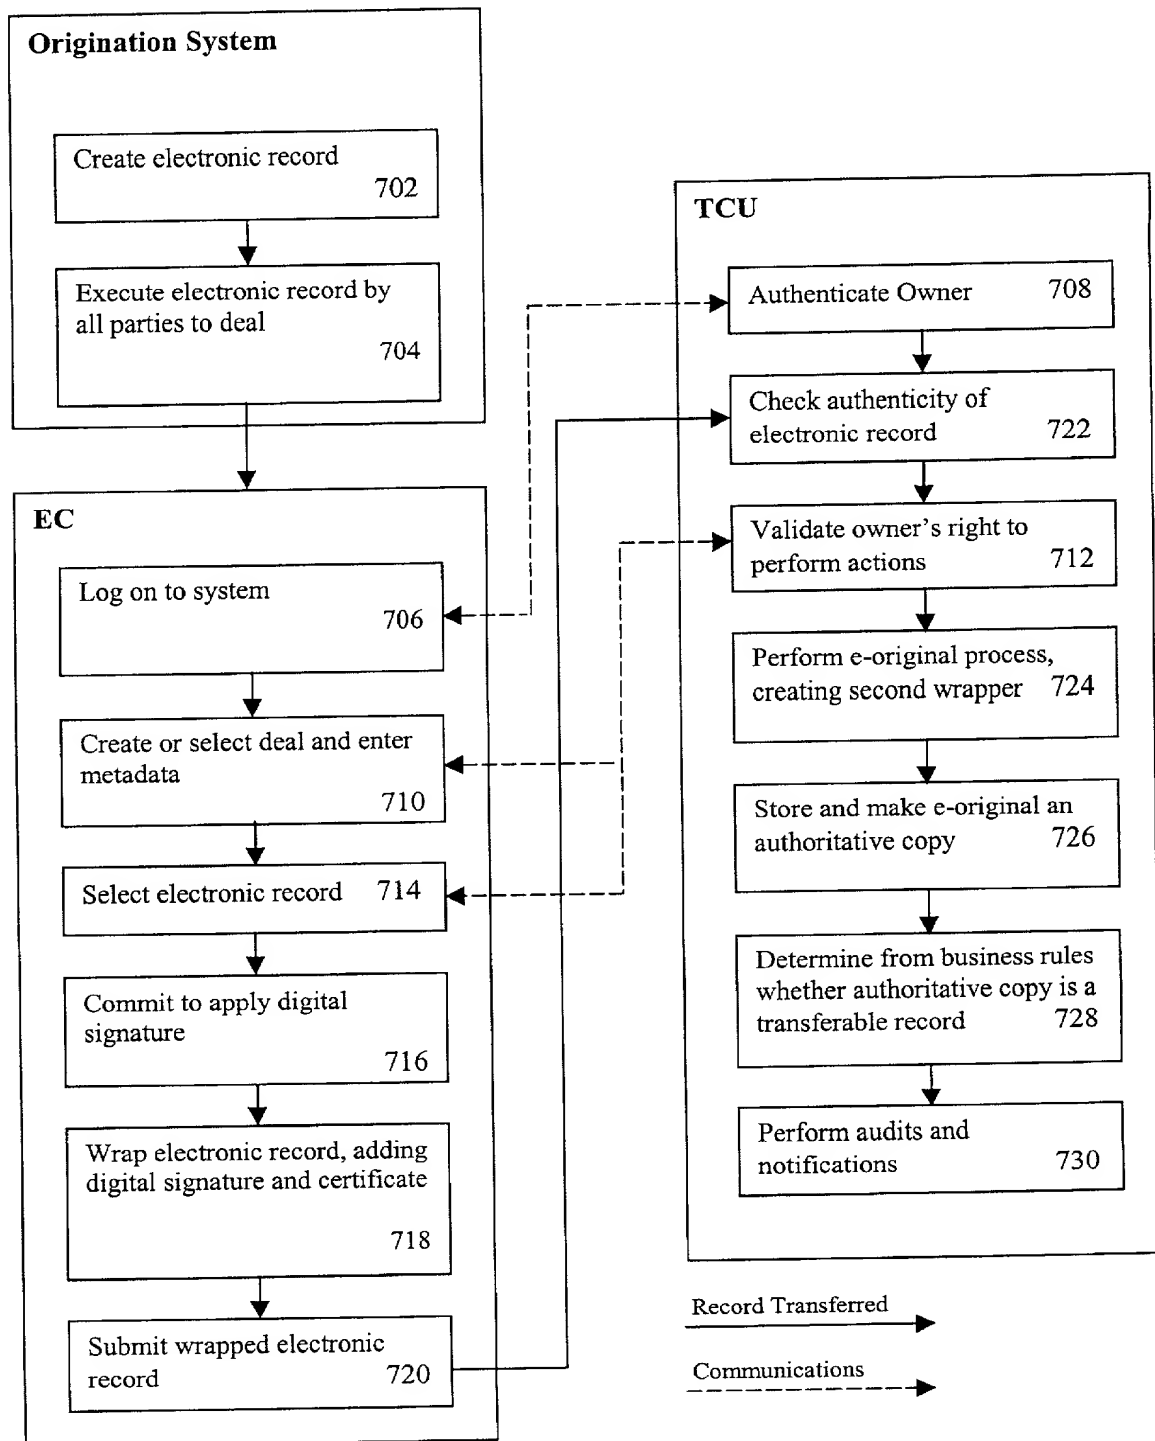 Origination System
Create electronic record
702
Execute electronic record by
all parties to deal
704
EC
Log on to system
706
Create or select deal and enter
metadata
710
Select electronic record 714
Commit to apply digital
signature
716
Wrap electronic record, adding
digital signature and certificate
718
Submit wrapped electronic
record 720
TCU
Authenticate Owner 708
Check authenticity of
electronic record 722
Validate owner's right to
perform actions 712
Perform e-original process,
creating second wrapper 724
Store and make e-original an
authoritative copy 726
Determine from business rules
whether authoritative copy is a
transferable record 728
Perform audits and
notifications 730
Record Transferred
Communications